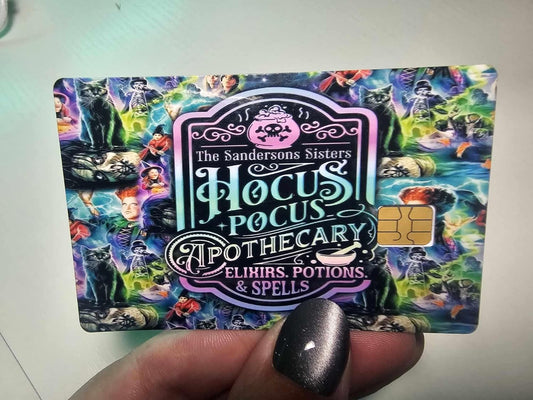 The Sandersons Sisters
HOCUS
POCUS
APOTHECARY
ELIXIRS. POTIONS.
& SPELLS